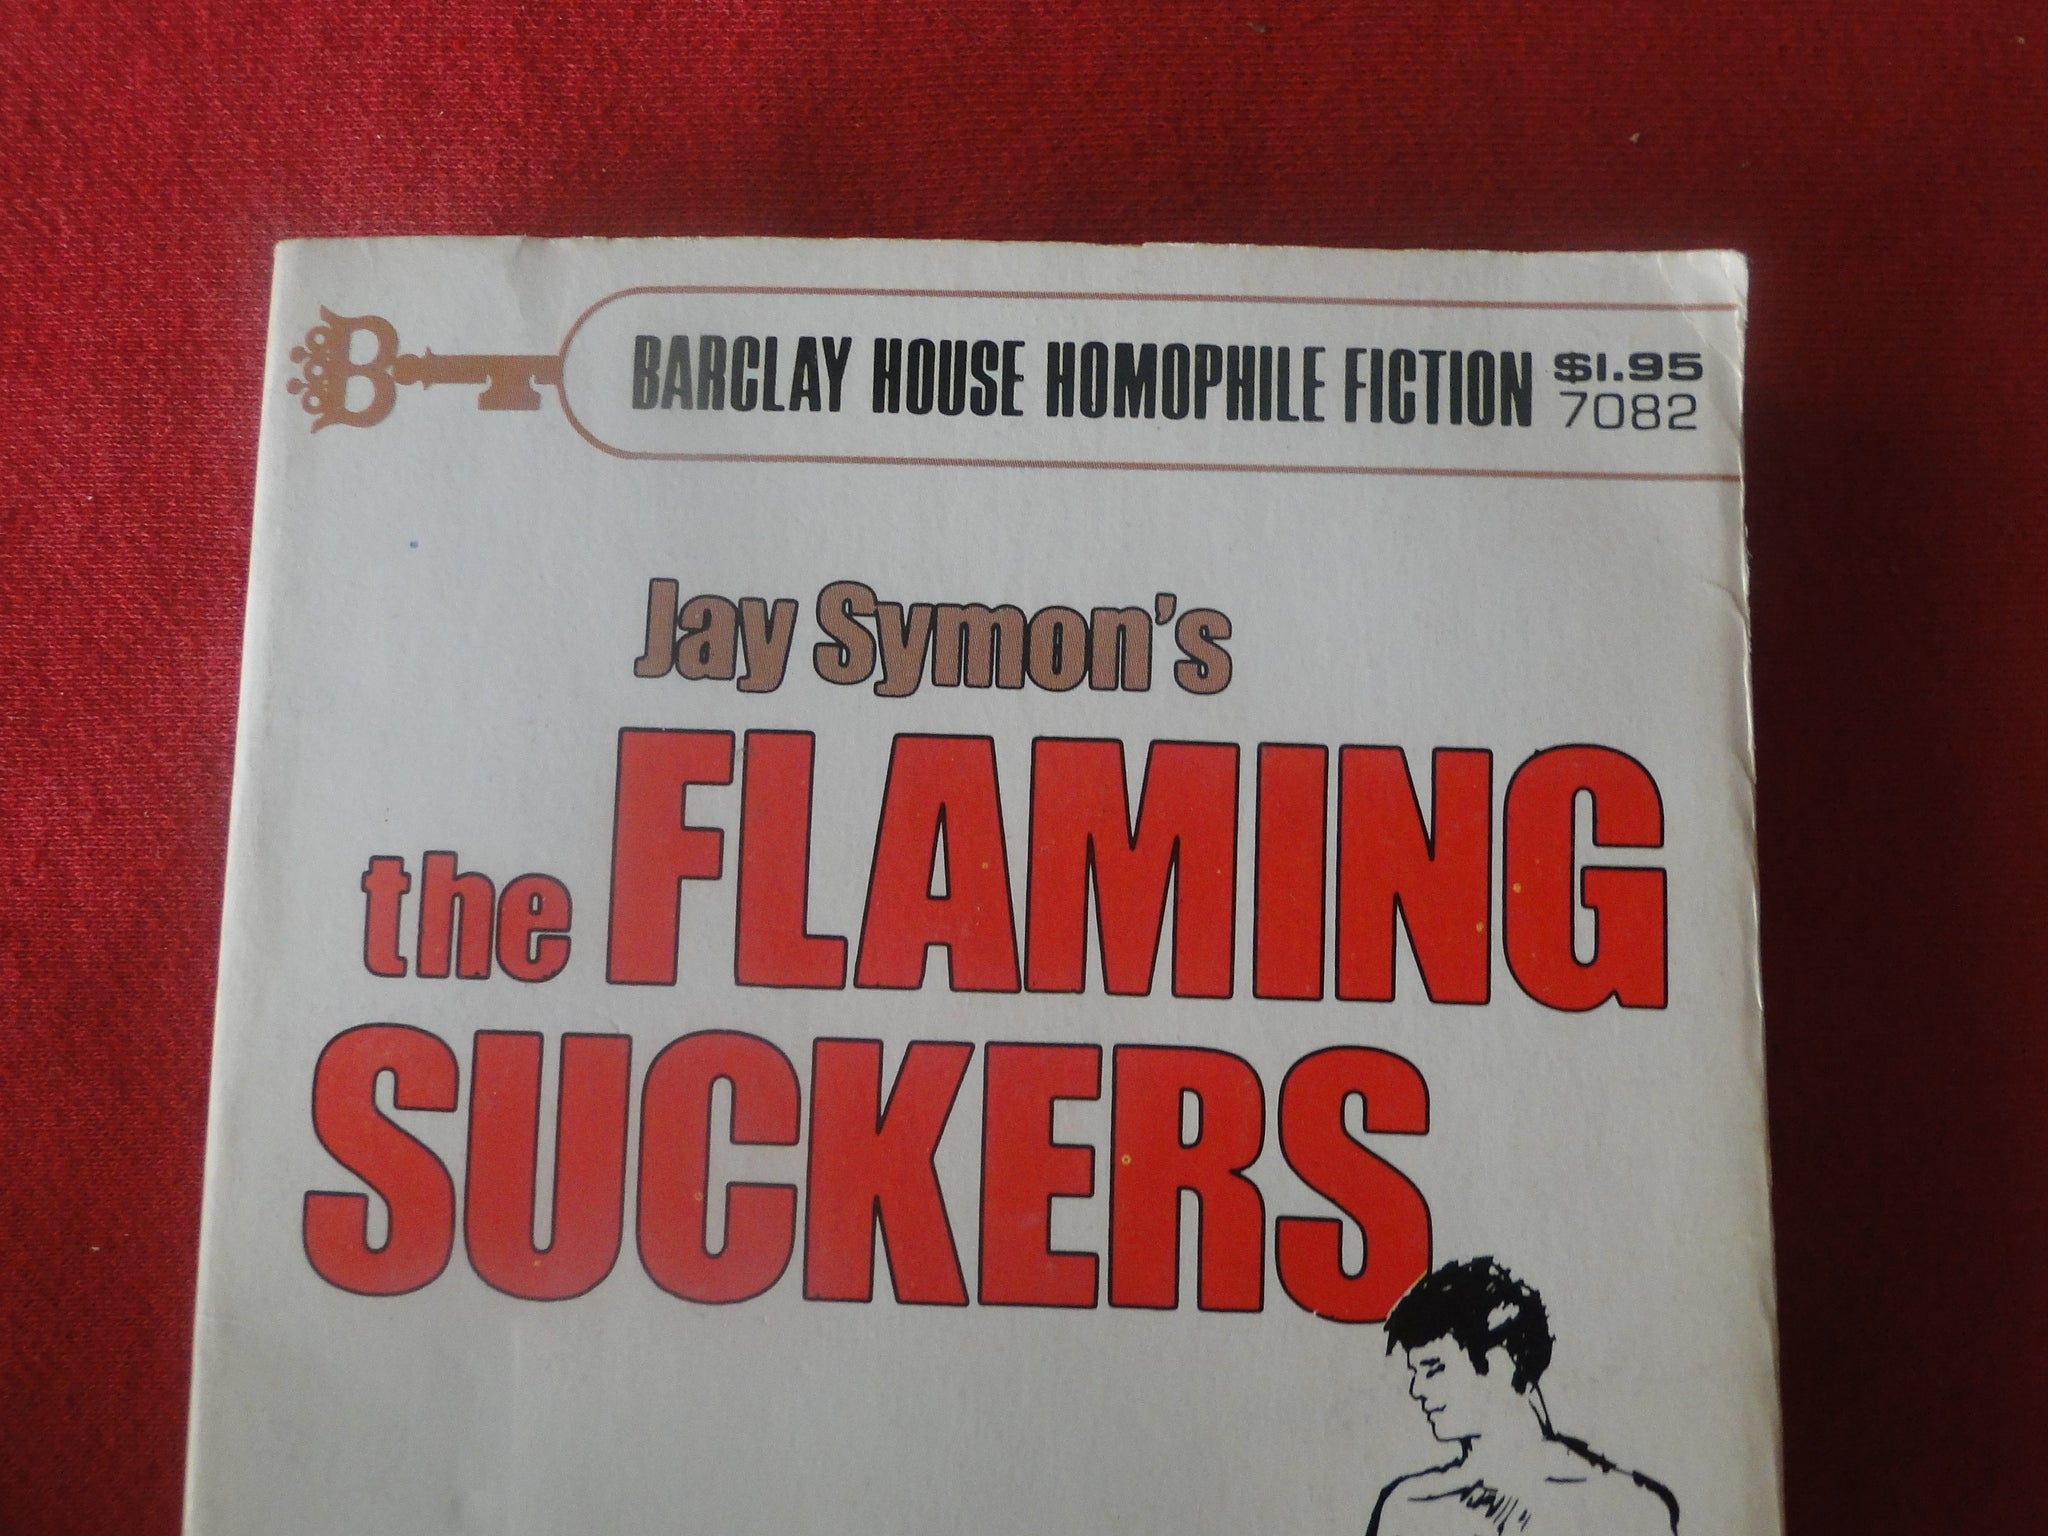 BARCLAY HOUSE HOMOPHILE FICTION $1.95
7082
Jay Symon's
the FLAMING
SUCKERS